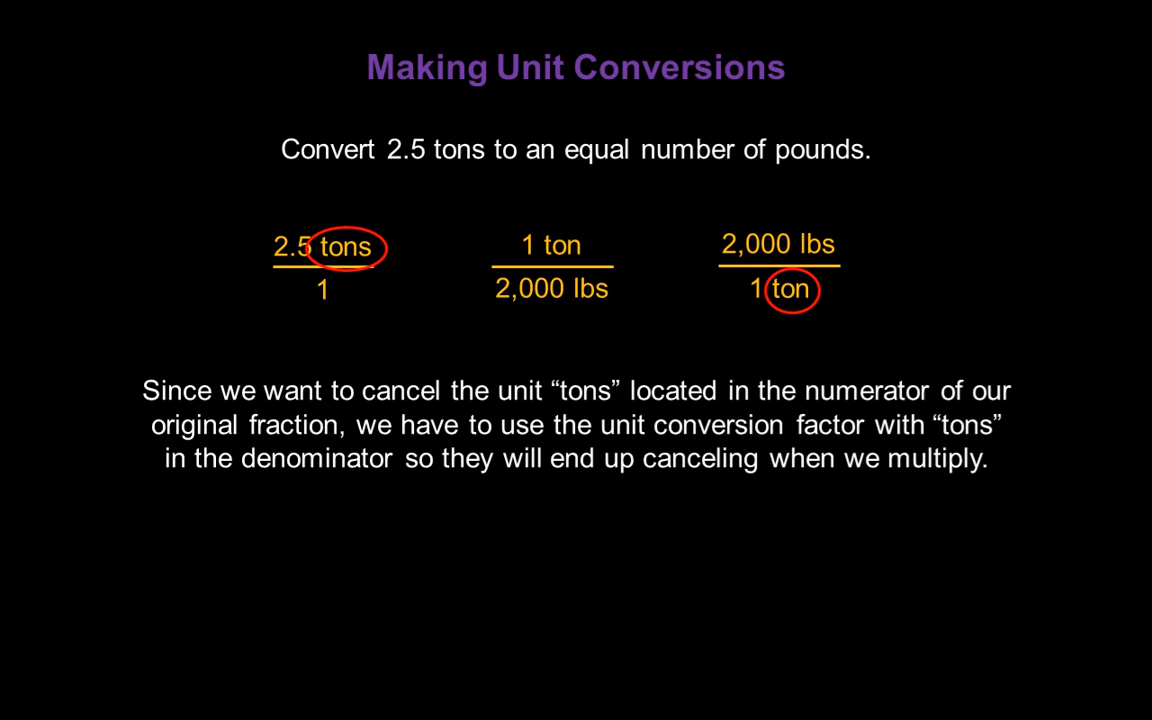 Making Unit Conversions
Convert 2.5 tons to an equal number of pounds.
2.5 tons
1
1 ton
2,000 lbs
2,000 lbs
1 ton
Since we want to cancel the unit “tons” located in the numerator of our
original fraction, we have to use the unit conversion factor with “tons”
in the denominator so they will end up canceling when we multiply.